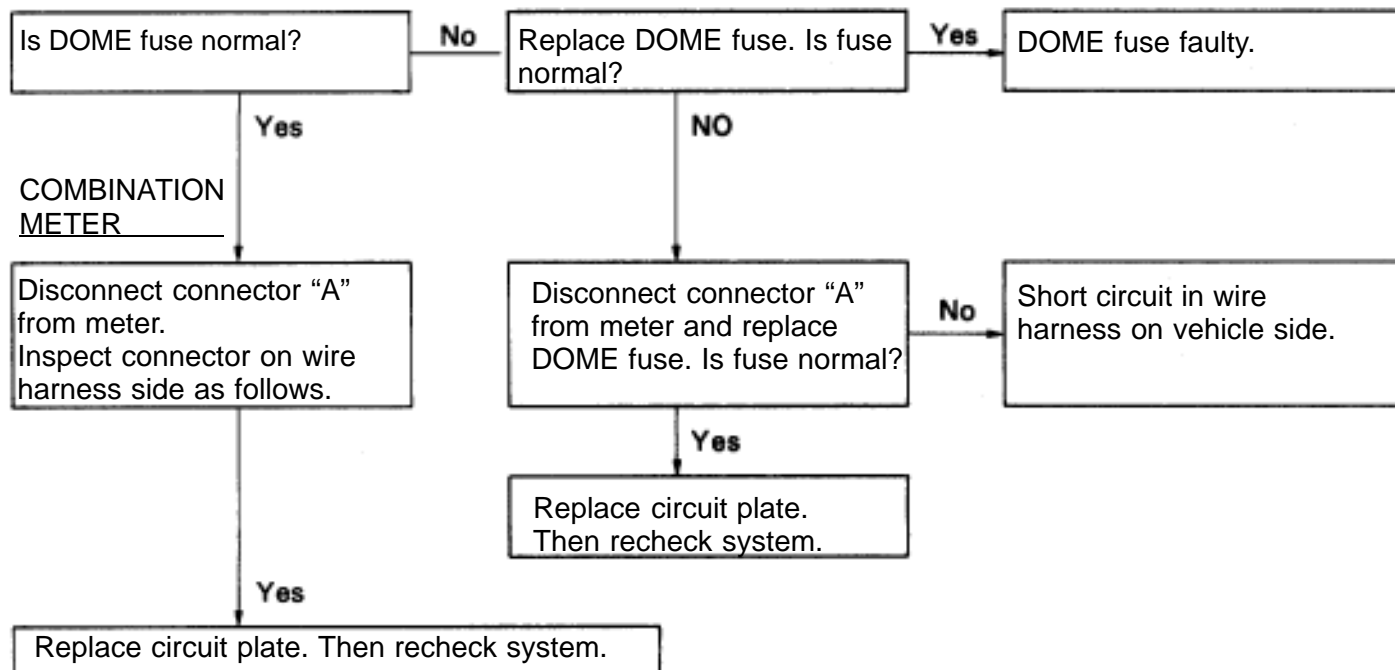 Is DOME fuse normal?
No
Replace DOME fuse. Is fuse
normal?
Yes
DOME fuse faulty.
Yes
NO
COMBINATION
METER
Disconnect connector “A”
from meter.
Inspect connector on wire
harness side as follows.
Disconnect connector “A”
from meter and replace
DOME fuse. Is fuse normal?
No
Short circuit in wire
harness on vehicle side.
Yes
Replace circuit plate.
Then recheck system.
Yes
Replace circuit plate. Then recheck system.